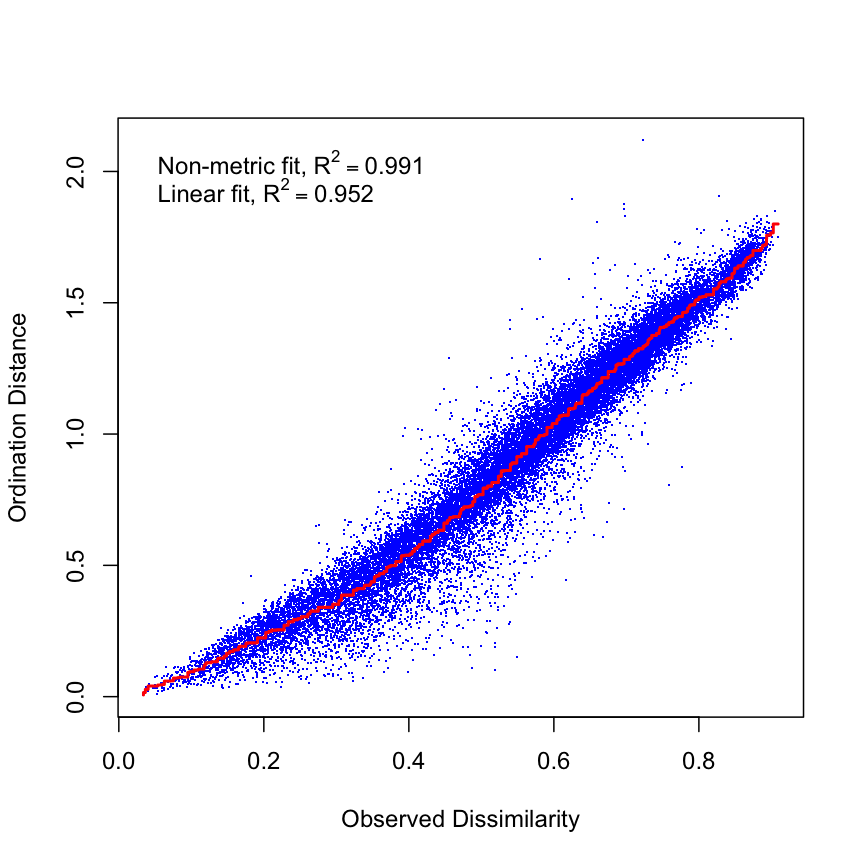 Non-metric fit, R² = 0.991
Linear fit, R² = 0.952
Ordination Distance
2.0
1.5
1.0
0.5
0.0
0.0 0.2 0.4 0.6 0.8
Observed Dissimilarity